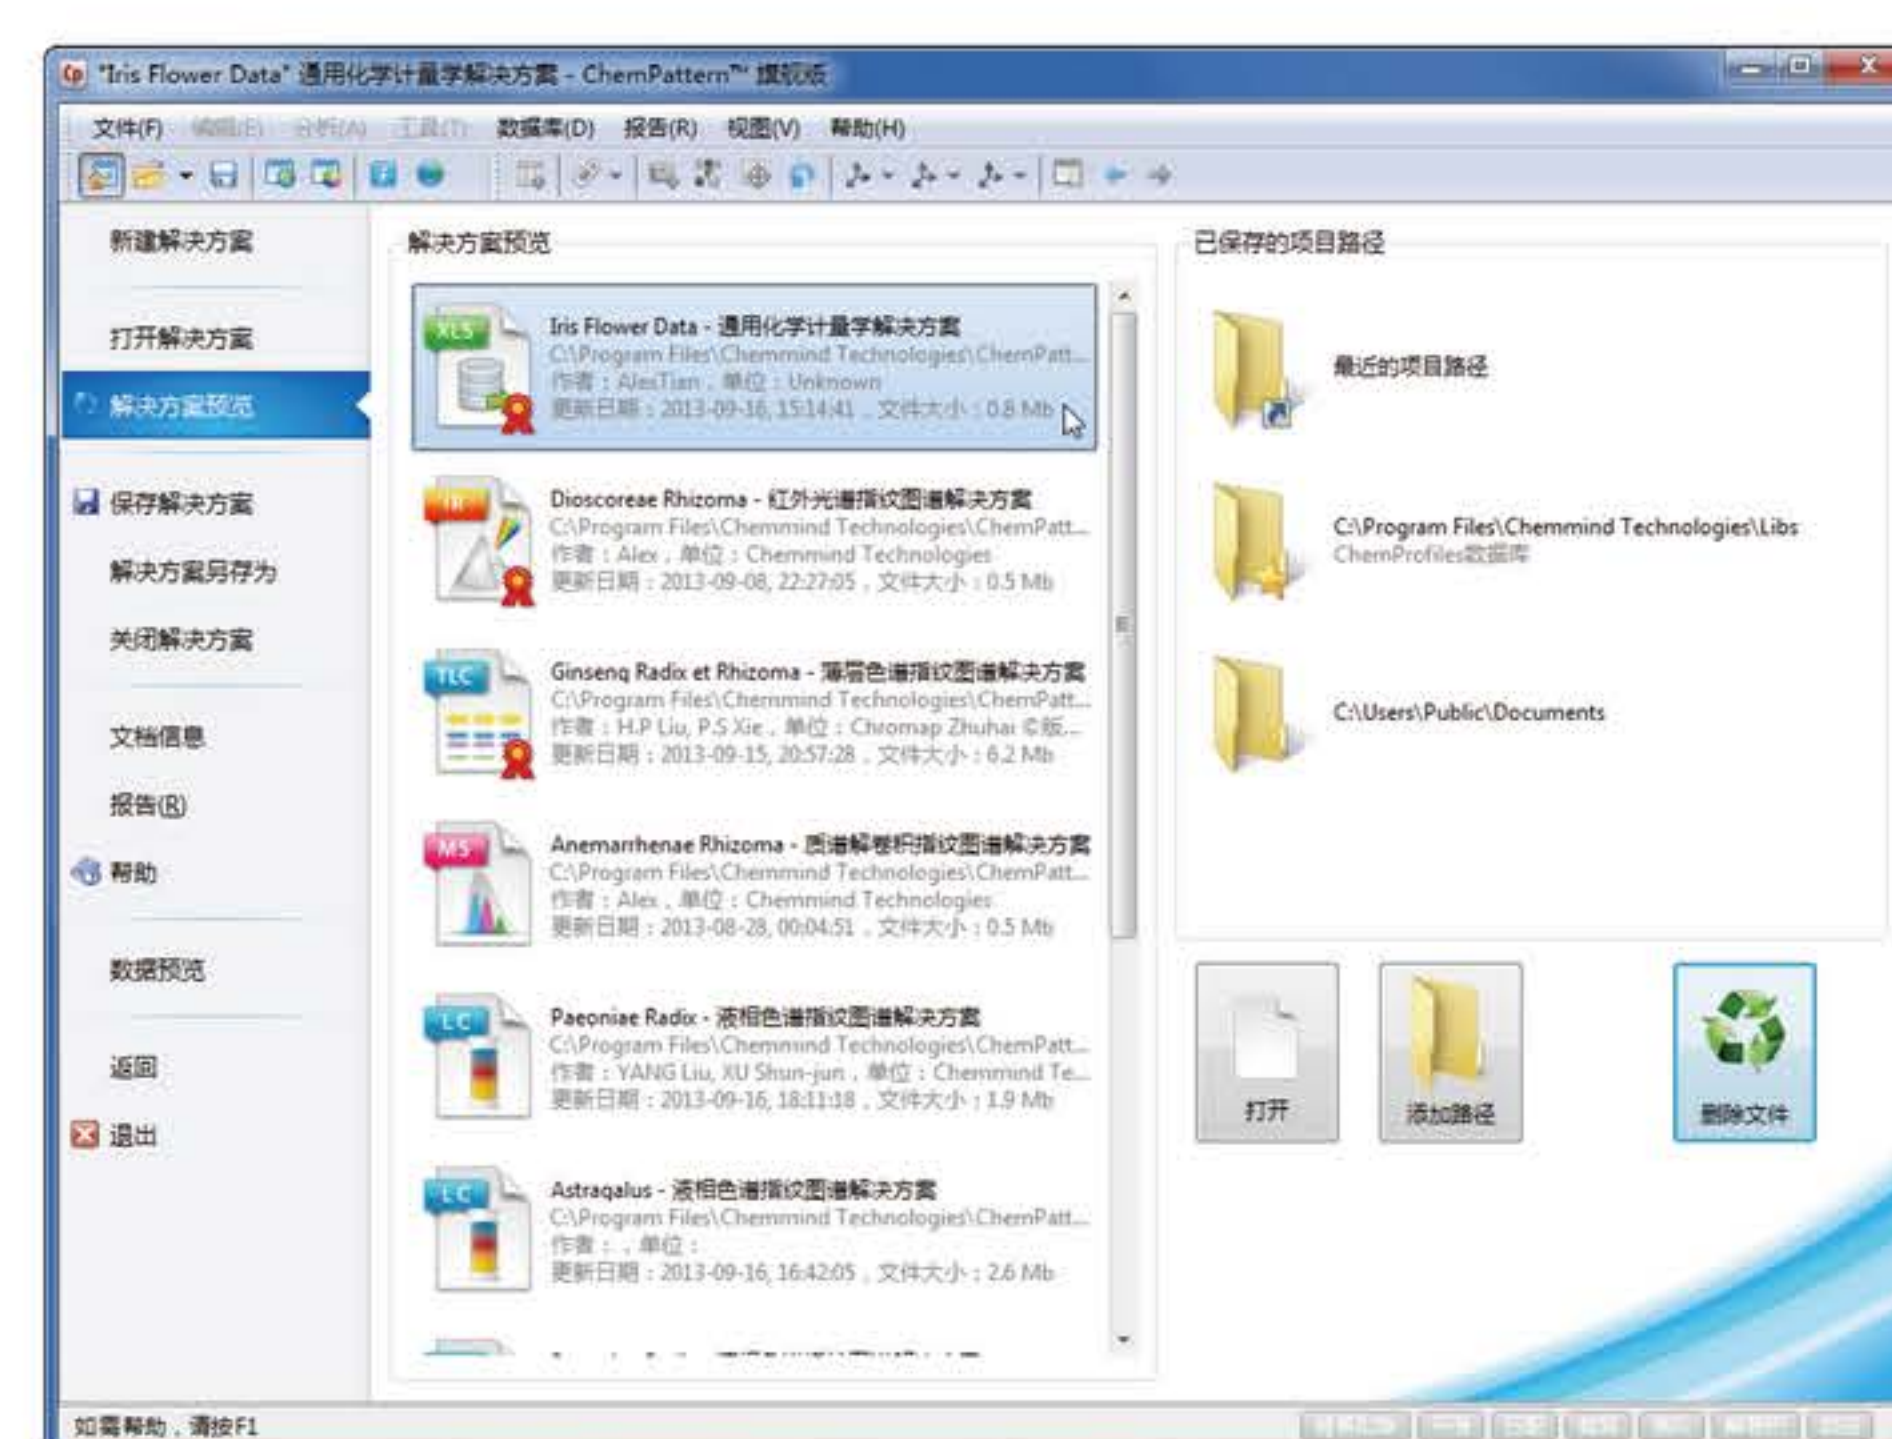 "Iris Flower Data" 通用化学计量学解决方案 - ChemPattern™ 旗舰版
文件(F) 编辑(E) 分析(A) 工具(T) 数据库(D) 报告(R) 视图(V) 帮助(H)
新建解决方案
打开解决方案
解决方案预览
保存解决方案
解决方案另存为
关闭解决方案
文档信息
报告(R)
帮助
数据预览
返回
退出
解决方案预览
XLS
Iris Flower Data - 通用化学计量学解决方案
C:\Program Files\Chemmind Technologies\ChemPatt...
作者：AlexTian，单位：Unknown
更新日期：2013-09-16, 15:14:41，文件大小：0.8 Mb
IR
Dioscoreae Rhizoma - 红外光谱指纹图谱解决方案
C:\Program Files\Chemmind Technologies\ChemPatt...
作者：Alex，单位：Chemmind Technologies
更新日期：2013-09-08, 22:27:05，文件大小：0.5 Mb
TLC
Ginseng Radix et Rhizoma - 薄层色谱指纹图谱解决方案
C:\Program Files\Chemmind Technologies\ChemPatt...
作者：H.P Liu, P.S Xie，单位：Chromap Zhuhai ©版...
更新日期：2013-09-15, 20:57:28，文件大小：6.2 Mb
MS
Anemarrhenae Rhizoma - 质谱解卷积指纹图谱解决方案
C:\Program Files\Chemmind Technologies\ChemPatt...
作者：Alex，单位：Chemmind Technologies
更新日期：2013-08-28, 00:04:51，文件大小：0.5 Mb
LC
Paeoniae Radix - 液相色谱指纹图谱解决方案
C:\Program Files\Chemmind Technologies\ChemPatt...
作者：YANG Liu, XU Shun-jun，单位：Chemmind Te...
更新日期：2013-09-16, 18:11:18，文件大小：1.9 Mb
LC
Astragalus - 液相色谱指纹图谱解决方案
C:\Program Files\Chemmind Technologies\ChemPatt...
作者：，单位：
更新日期：2013-09-16, 16:42:05，文件大小：2.6 Mb
已保存的项目路径
最近的项目路径
C:\Program Files\Chemmind Technologies\Libs
ChemProfiles数据库
C:\Users\Public\Documents
打开
添加路径
删除文件
如需帮助，请按F1